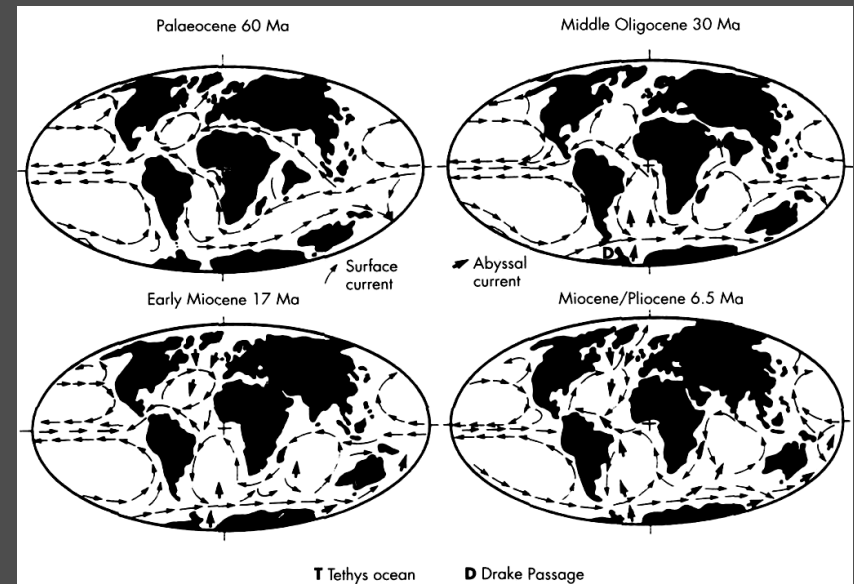 Palaeocene 60 Ma
Middle Oligocene 30 Ma
T
D
Surface
current
Abyssal
current
Early Miocene 17 Ma
Miocene/Pliocene 6.5 Ma
T Tethys ocean
D Drake Passage